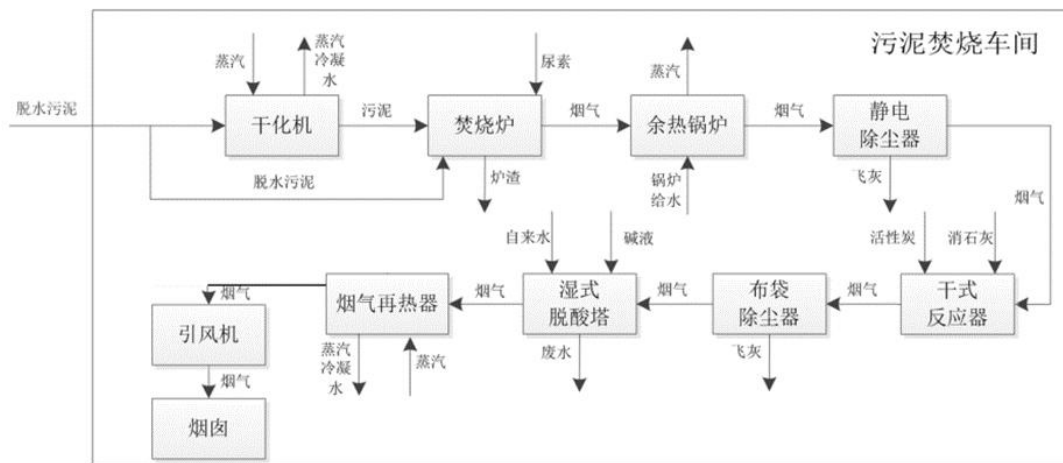 污泥焚烧车间
蒸汽
蒸汽
冷凝
水
尿素
蒸汽
脱水污泥
干化机
污泥
焚烧炉
烟气
余热锅炉
烟气
静电
除尘器
脱水污泥
炉渣
锅炉
给水
飞灰
烟气
自来水
碱液
活性炭
消石灰
烟气
引风机
烟气再热器
烟气
湿式
脱酸塔
烟气
布袋
除尘器
烟气
干式
反应器
蒸汽
冷凝
水
蒸汽
废水
飞灰
烟气
烟囱